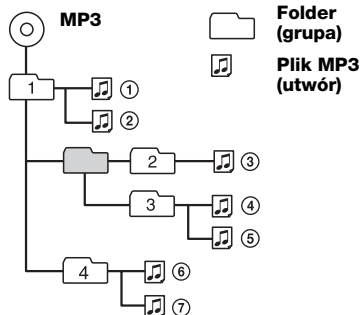 MP3
Folder
(grupa)
Plik MP3
(utwór)
1
①
②
2
③
3
④
⑤
4
⑥
⑦